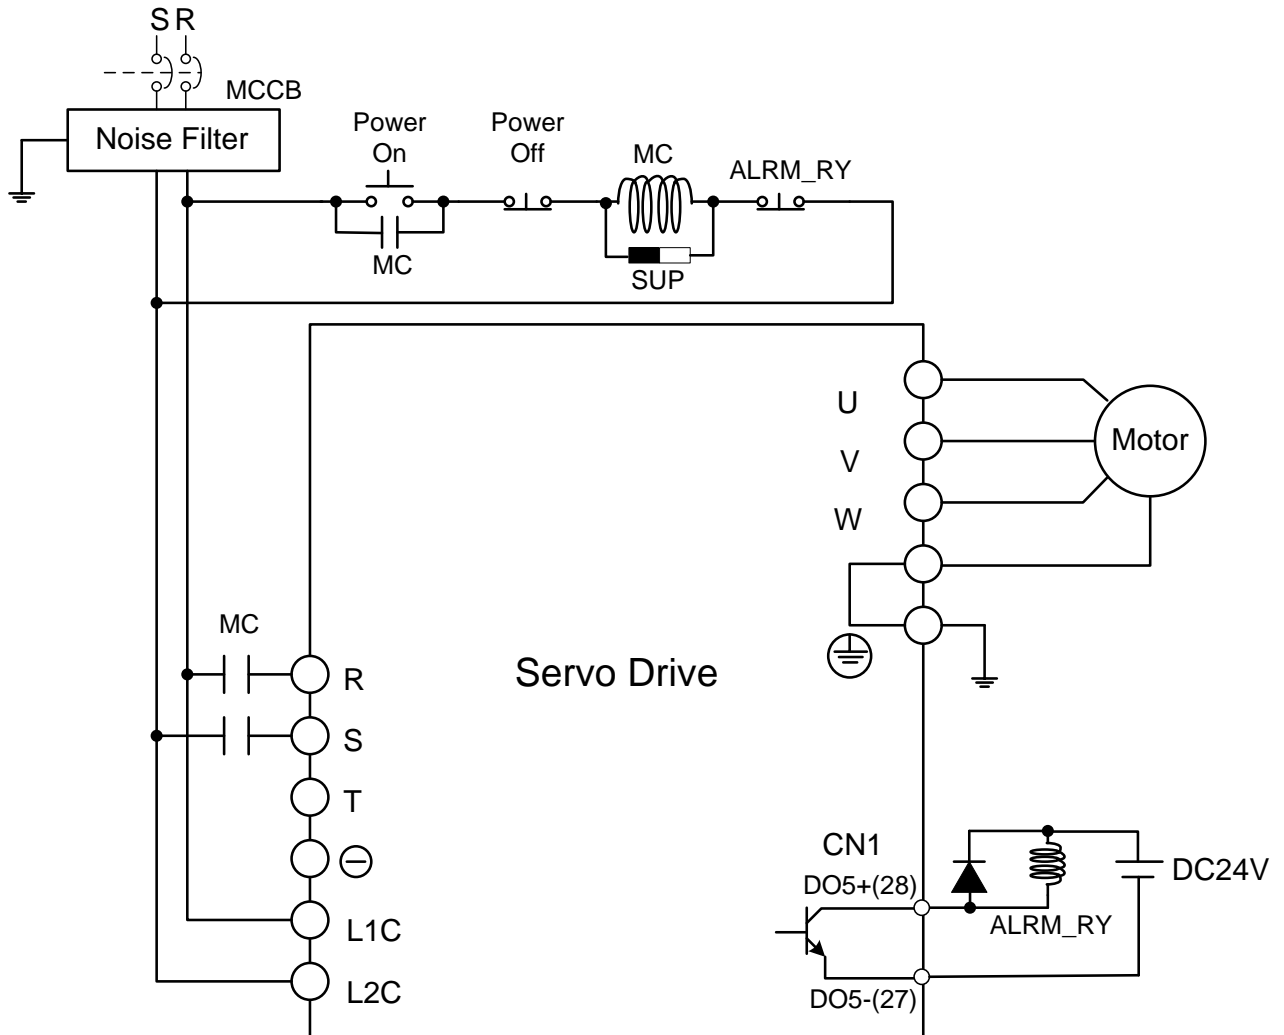 S R
MCCB
Noise Filter
Power
On
Power
Off
MC
ALRM_RY
MC
SUP
U
V
W
Motor
MC
R
S
T
Servo Drive
L1C
L2C
CN1
DO5+(28)
DO5-(27)
ALRM_RY
DC24V